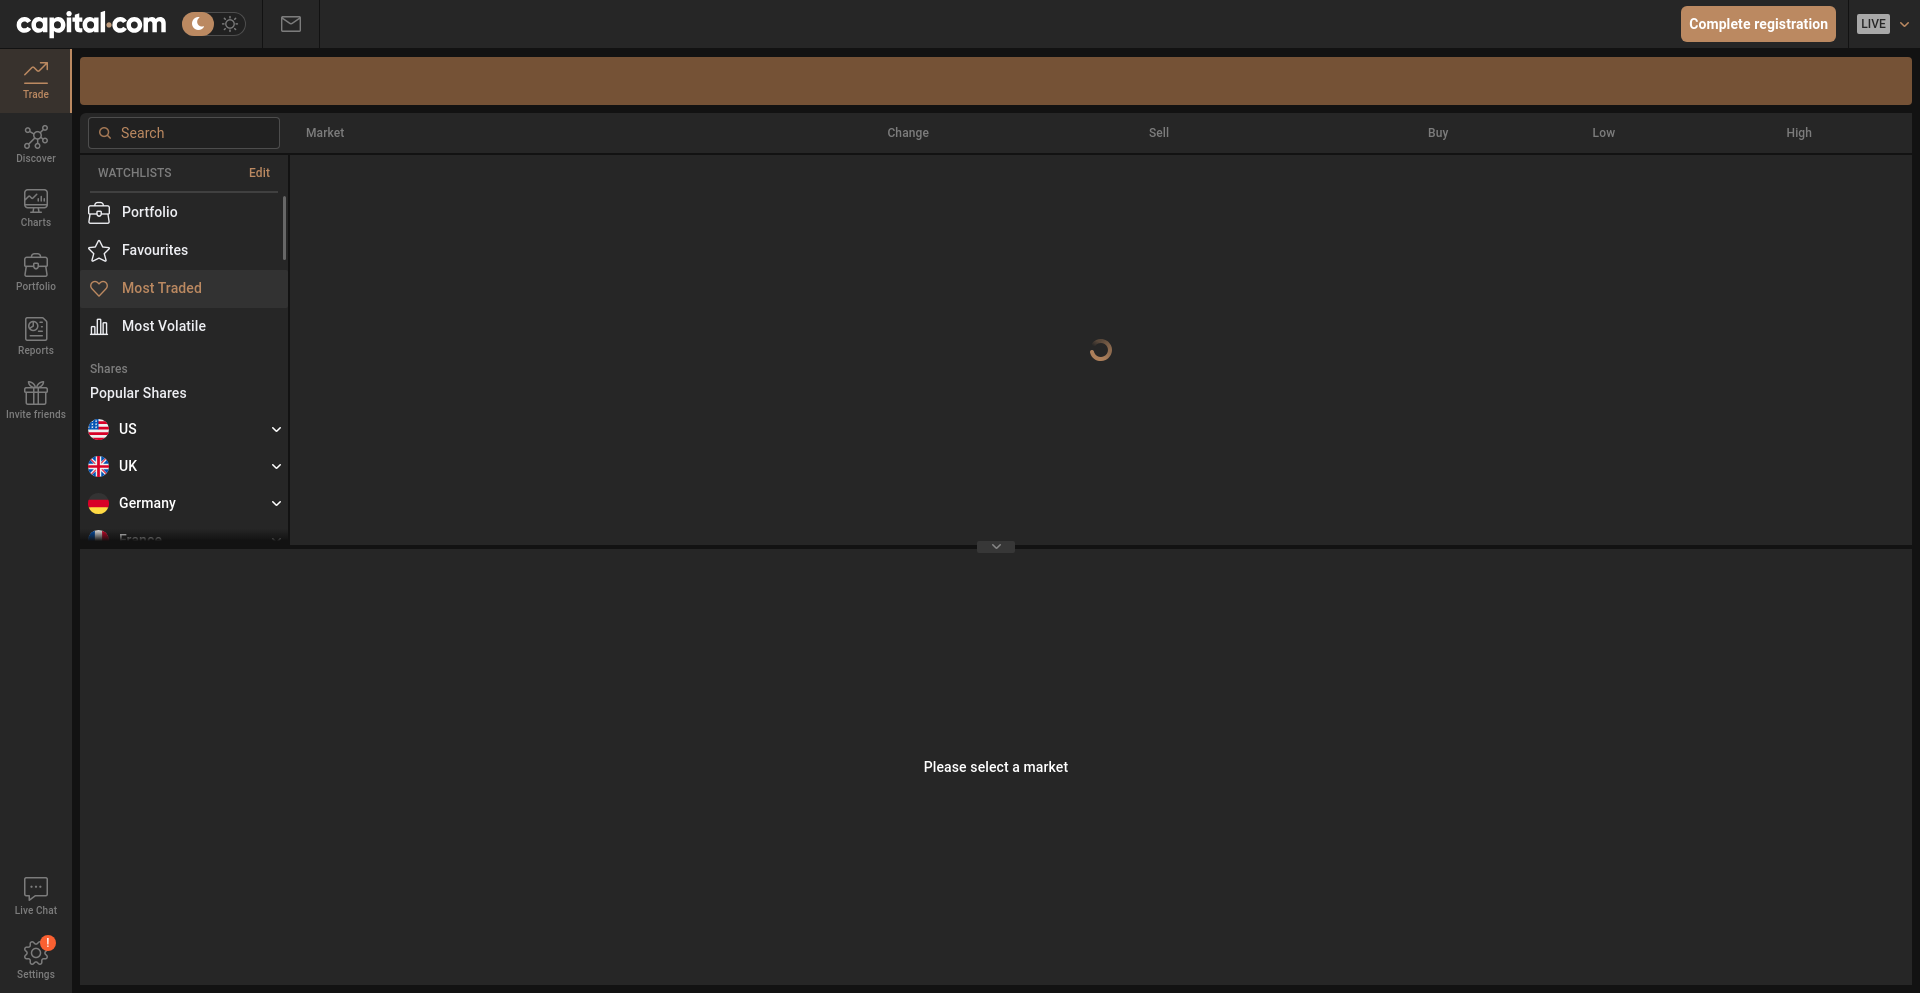 capital.com
Complete registration
LIVE
Trade
Discover
Charts
Portfolio
Reports
Invite friends
Live Chat
!
Settings
Search
Market
Change
Sell
Buy
Low
High
WATCHLISTS
Edit
Portfolio
Favourites
Most Traded
Most Volatile
Shares
Popular Shares
US
UK
Germany
France
Please select a market